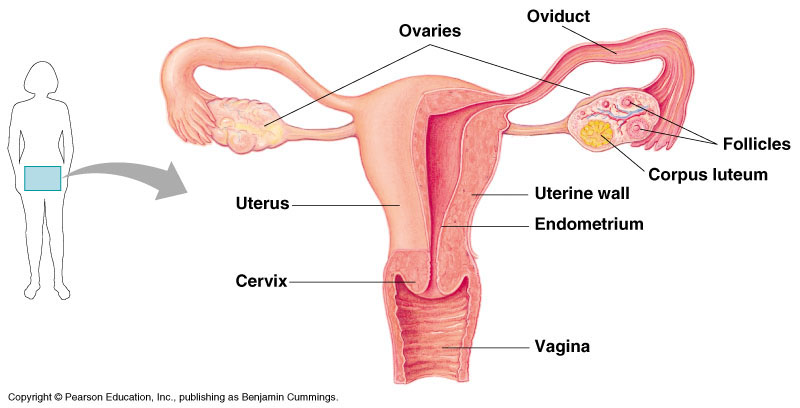 Oviduct
Ovaries
Follicles
Corpus luteum
Uterine wall
Uterus
Endometrium
Cervix
Vagina
Copyright © Pearson Education, Inc., publishing as Benjamin Cummings.